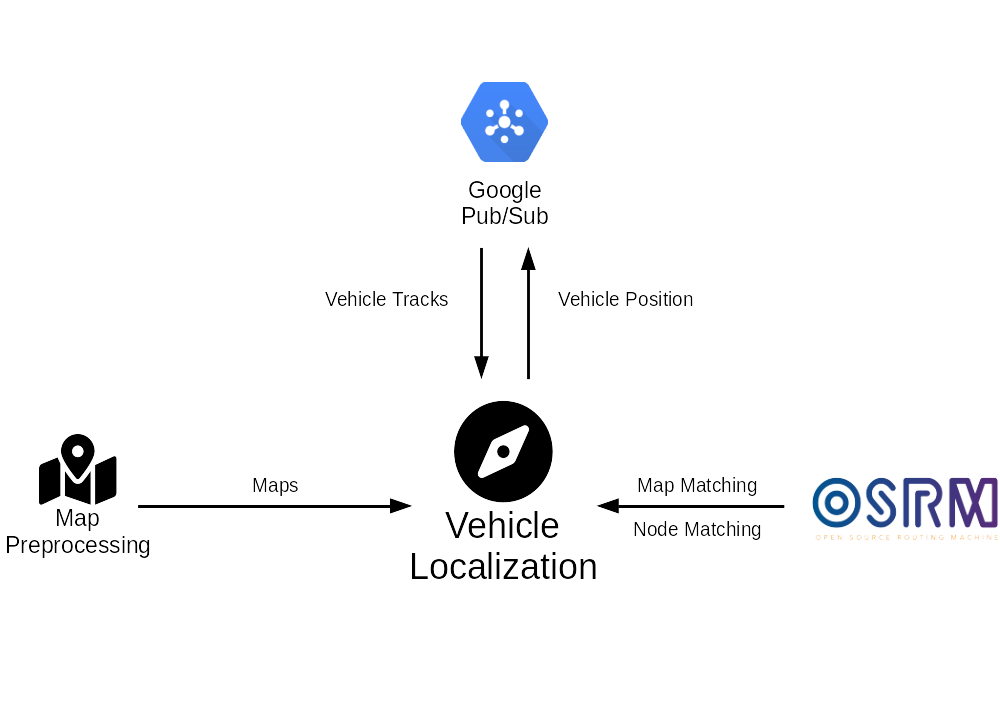 Google
Pub/Sub
Vehicle Tracks
Vehicle Position
Maps
Map Matching
Node Matching
OSRM
OPEN SOURCE ROUTING MACHINE
Map
Preprocessing
Vehicle
Localization